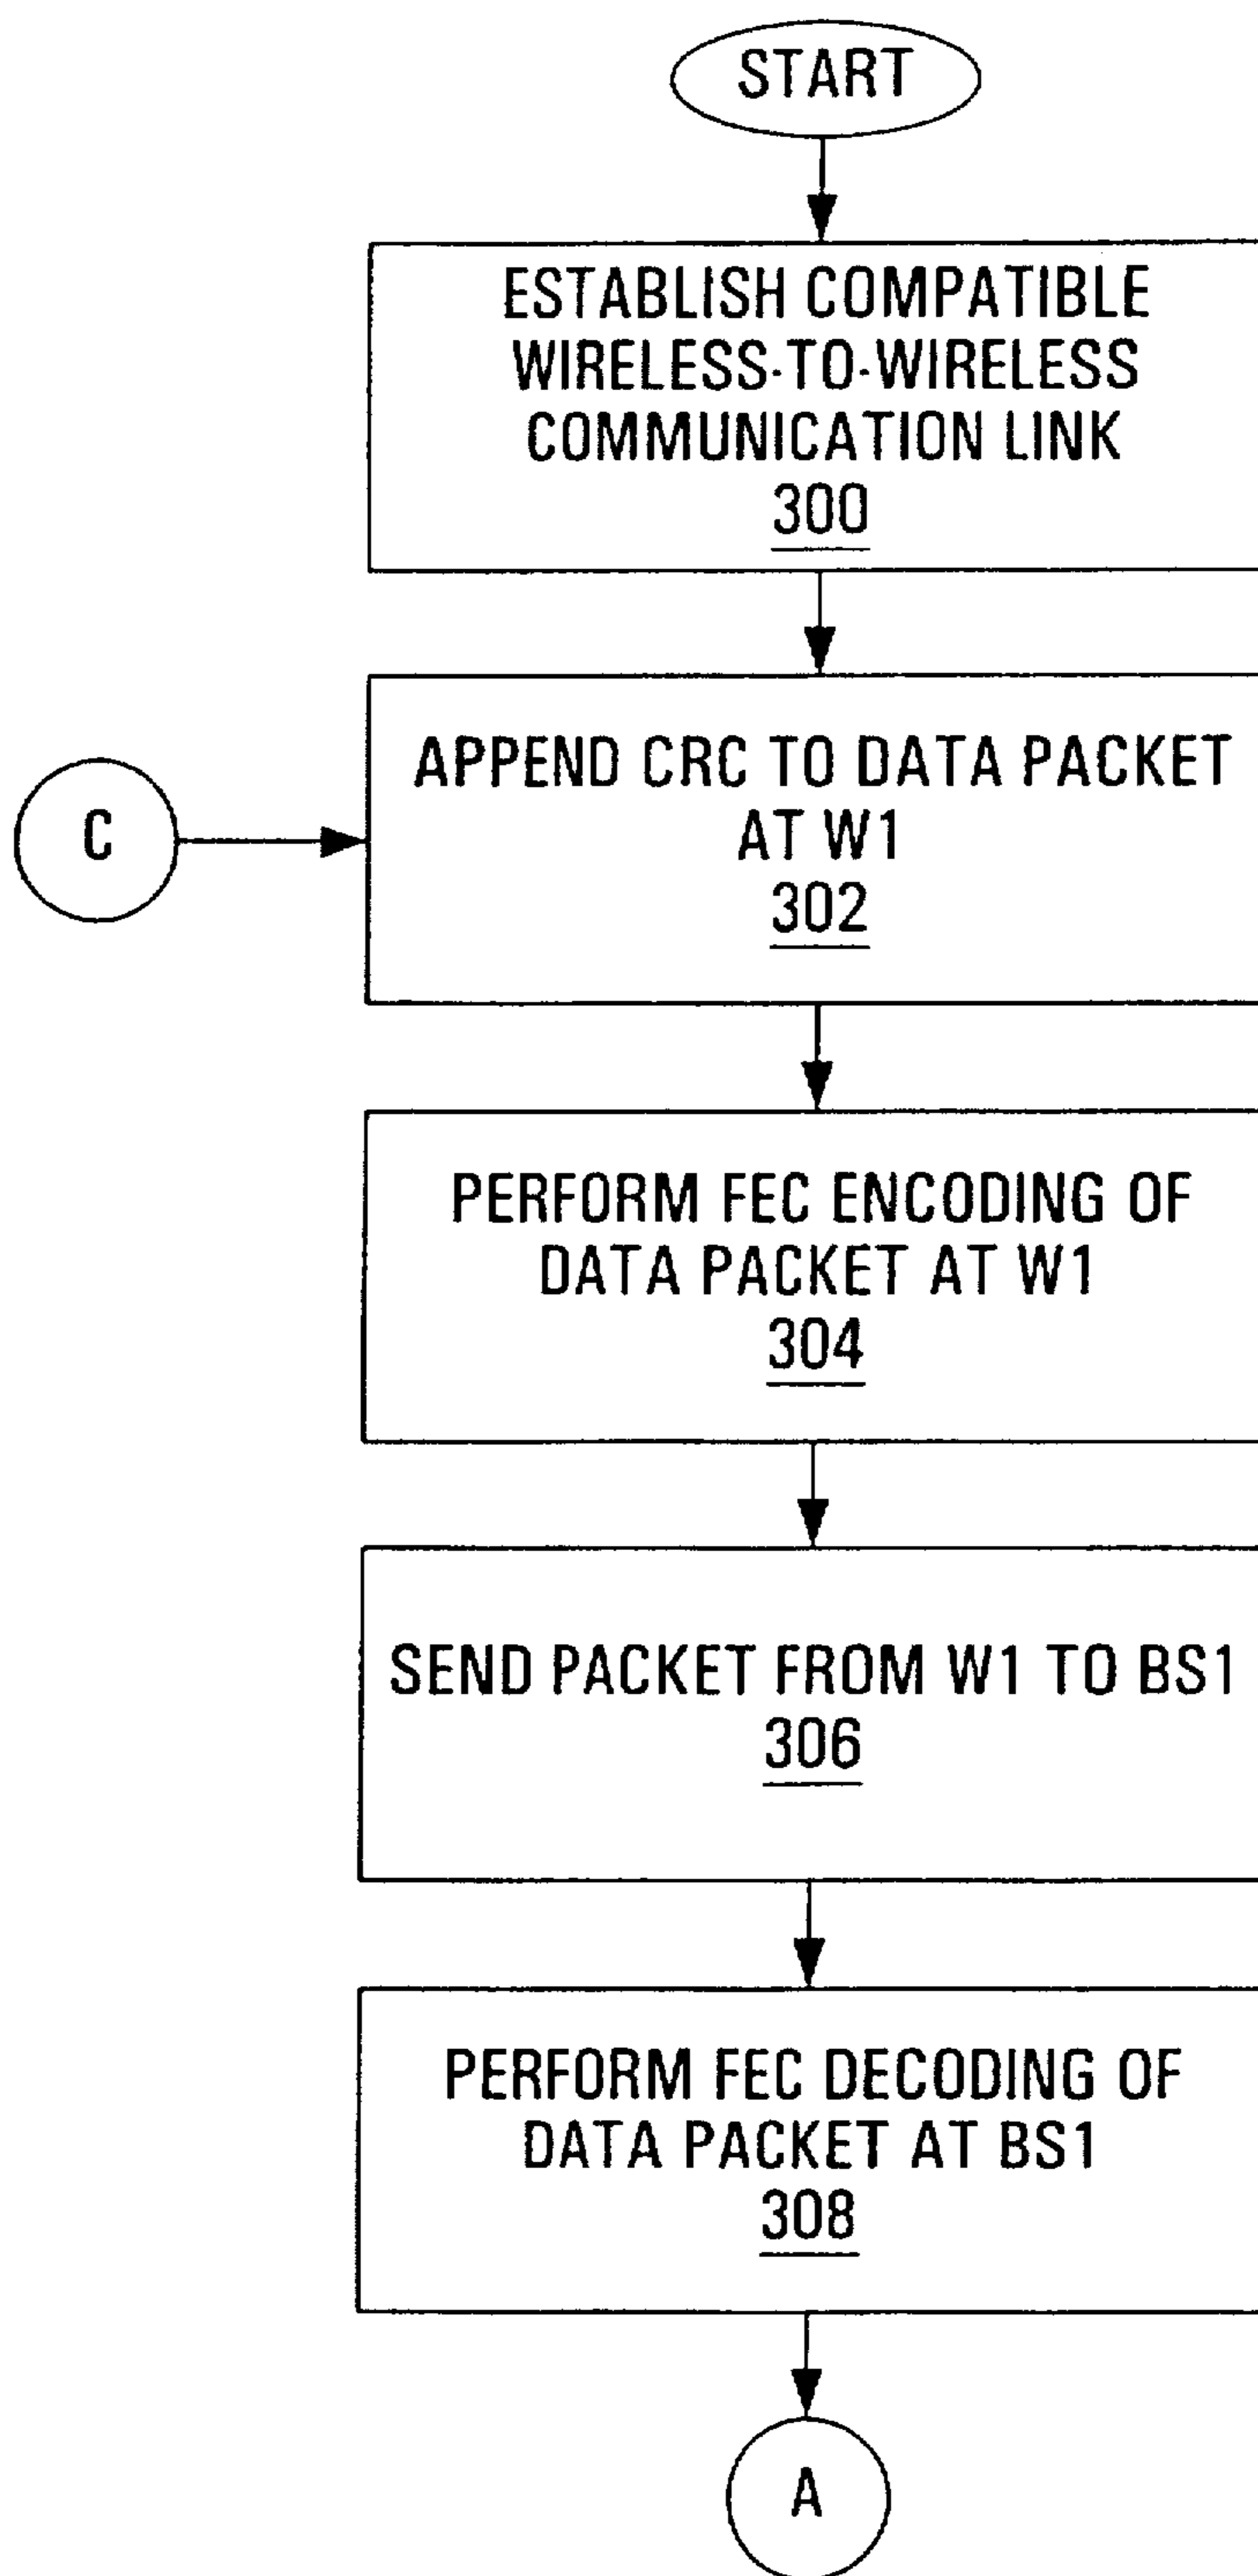 START
ESTABLISH COMPATIBLE
WIRELESS-TO-WIRELESS
COMMUNICATION LINK
300
APPEND CRC TO DATA PACKET
AT W1
302
C
PERFORM FEC ENCODING OF
DATA PACKET AT W1
304
SEND PACKET FROM W1 TO BS1
306
PERFORM FEC DECODING OF
DATA PACKET AT BS1
308
A